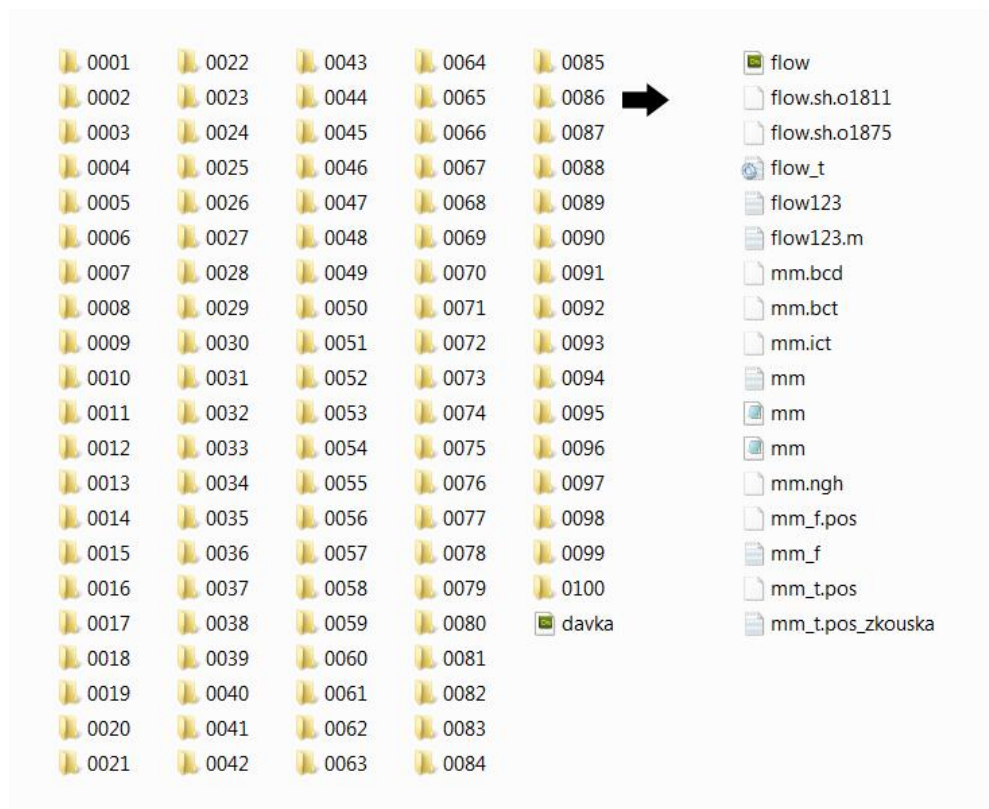 0001 0022 0043 0064 0085 flow
0002 0023 0044 0065 0086 flow.sh.o1811
0003 0024 0045 0066 0087 flow.sh.o1875
0004 0025 0046 0067 0088 flow_t
0005 0026 0047 0068 0089 flow123
0006 0027 0048 0069 0090 flow123.m
0007 0028 0049 0070 0091 mm.bcd
0008 0029 0050 0071 0092 mm.bct
0009 0030 0051 0072 0093 mm.ict
0010 0031 0052 0073 0094 mm
0011 0032 0053 0074 0095 mm
0012 0033 0054 0075 0096 mm
0013 0034 0055 0076 0097 mm.ngh
0014 0035 0056 0077 0098 mm_f.pos
0015 0036 0057 0078 0099 mm_f
0016 0037 0058 0079 0100 mm_t.pos
0017 0038 0059 0080 davka mm_t.pos_zkouska
0018 0039 0060 0081
0019 0040 0061 0082
0020 0041 0062 0083
0021 0042 0063 0084